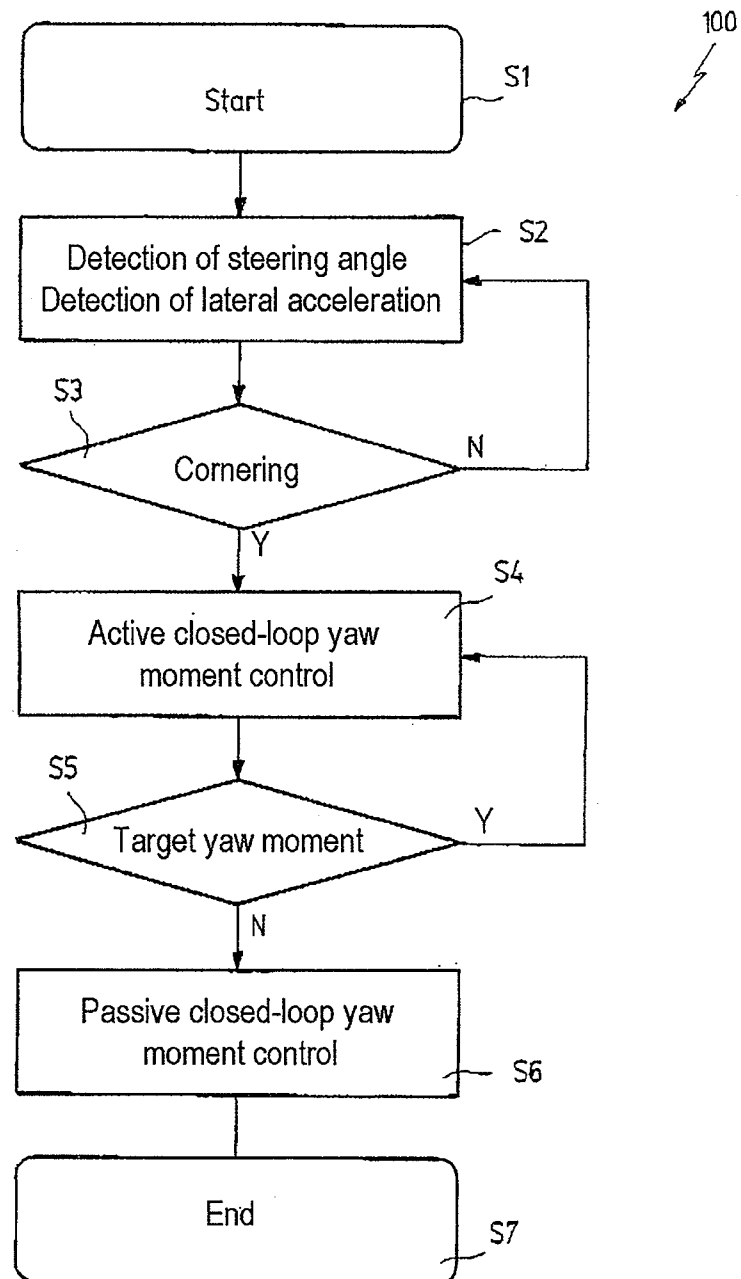 100
Start
S1
S2
Detection of steering angle
Detection of lateral acceleration
S3
N
Cornering
Y
S4
Active closed-loop yaw
moment control
S5
Y
Target yaw moment
N
Passive closed-loop yaw
moment control
S6
End
S7